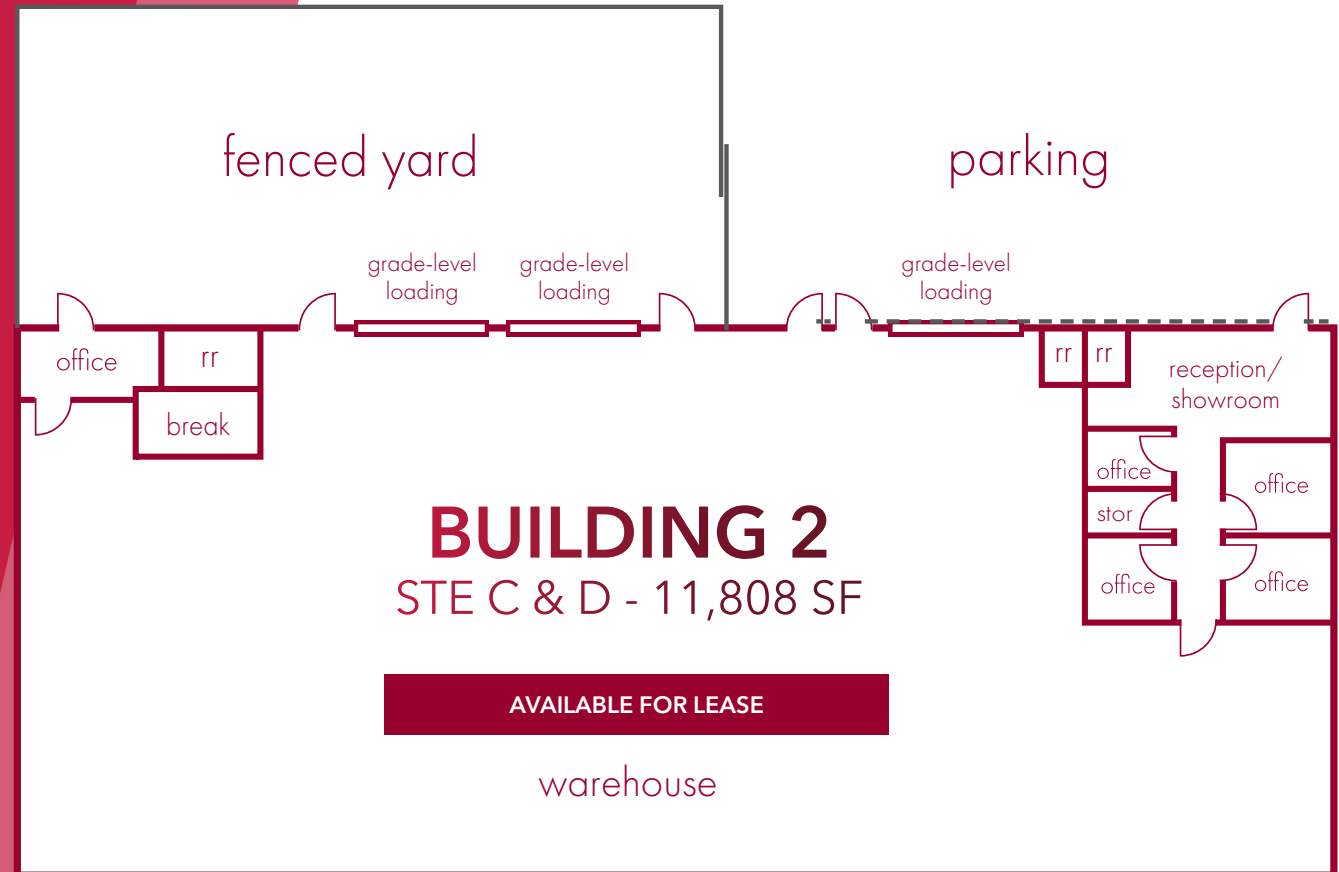 fenced yard
parking
grade-level
loading
grade-level
loading
grade-level
loading
office
rr
break
rr
rr
reception/
showroom
office
office
stor
office
office
BUILDING 2
STE C & D - 11,808 SF
AVAILABLE FOR LEASE
warehouse